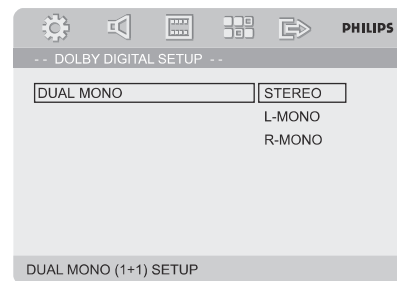 PHILIPS
-- DOLBY DIGITAL SETUP --
DUAL MONO STEREO
L-MONO
R-MONO
DUAL MONO (1+1) SETUP